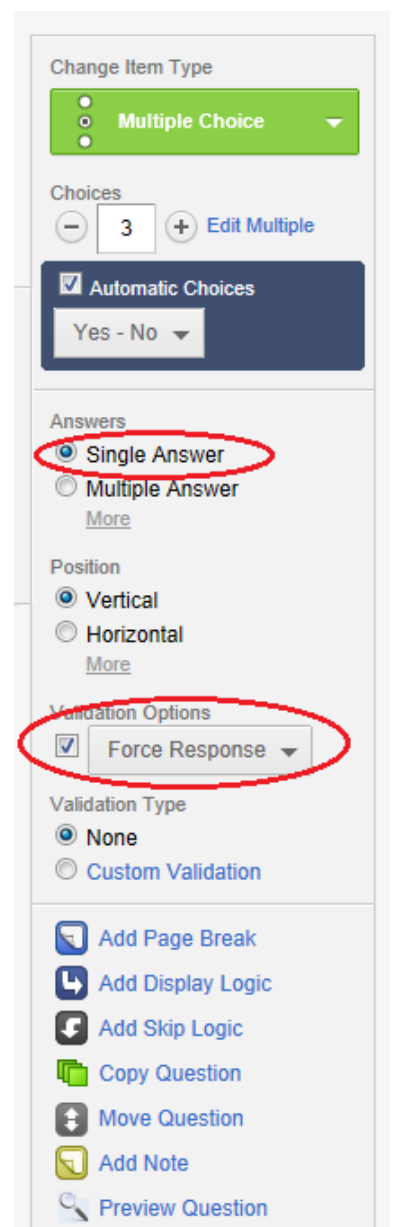 Change Item Type
Multiple Choice
Choices
3 Edit Multiple
Automatic Choices
Yes - No
Answers
Single Answer
Multiple Answer
More
Position
Vertical
Horizontal
More
Validation Options
Force Response
Validation Type
None
Custom Validation
Add Page Break
Add Display Logic
Add Skip Logic
Copy Question
Move Question
Add Note
Preview Question